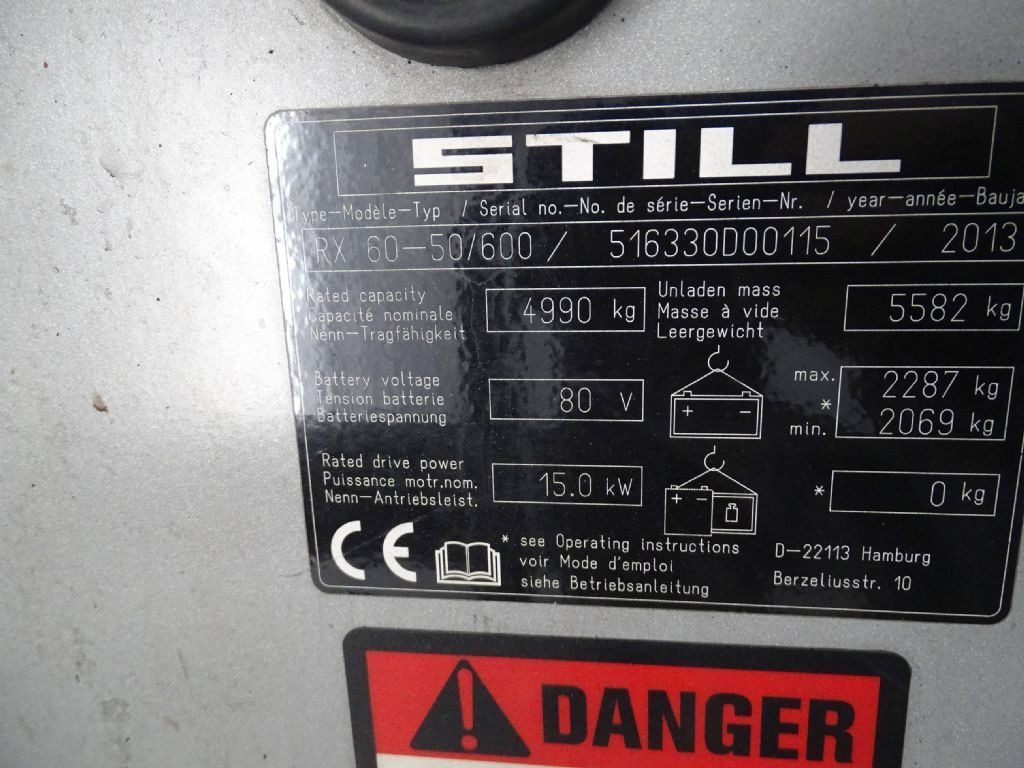 STILL
Type-Modèle-Typ / Serial no.-No. de série-Serien-Nr. / year-année-Bauja
RX 60-50/600 / 516330D00115 / 2013
Rated capacity
Capacité nominale
Nenn-Tragfähigkeit
4990 kg
Unladen mass
Masse à vide
Leergewicht
5582 kg
Battery voltage
Tension batterie
Batteriespannung
80 V
+ -
max. 2287 kg
*
min. 2069 kg
Rated drive power
Puissance motr.nom.
Nenn-Antriebsleist.
15.0 kW
+ -
* 0 kg
CE
* see Operating instructions
voir Mode d'emploi
siehe Betriebsanleitung
D-22113 Hamburg
Berzeliusstr. 10
! DANGER